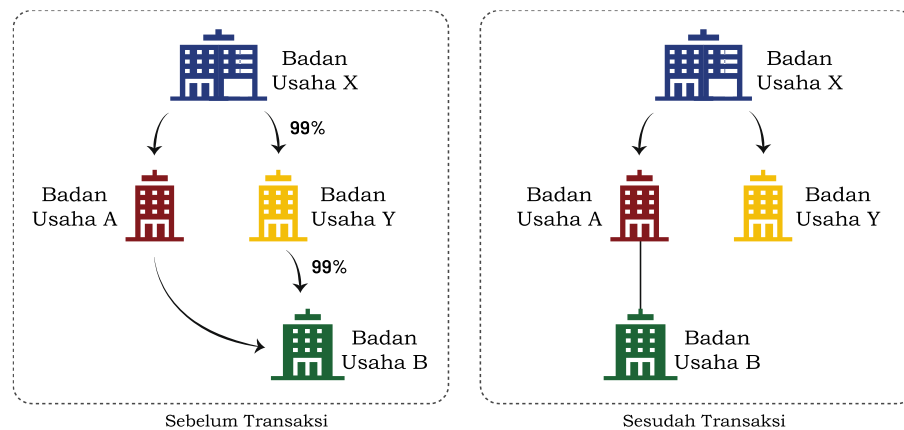 Badan
Usaha X
99%
Badan
Usaha A
Badan
Usaha Y
99%
Badan
Usaha B
Sebelum Transaksi
Badan
Usaha X
Badan
Usaha A
Badan
Usaha Y
Badan
Usaha B
Sesudah Transaksi